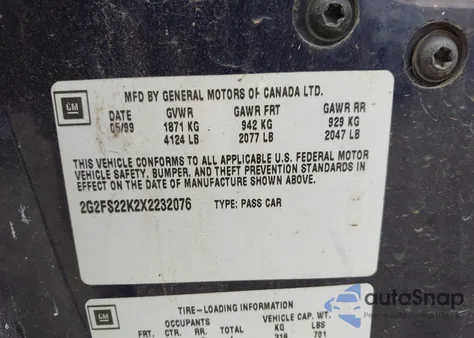 MFD BY GENERAL MOTORS OF CANADA LTD.
GM
DATE GVWR GAWR FRT GAWR RR
05/99 1871 KG 942 KG 929 KG
4124 LB 2077 LB 2047 LB
THIS VEHICLE CONFORMS TO ALL APPLICABLE U.S. FEDERAL MOTOR
VEHICLE SAFETY, BUMPER, AND THEFT PREVENTION STANDARDS IN
EFFECT ON THE DATE OF MANUFACTURE SHOWN ABOVE.
2G2FS22K2X2232076 TYPE: PASS CAR
GM
TIRE-LOADING INFORMATION
OCCUPANTS VEHICLE CAP. WT.
FRT. CTR. RR. TOTAL KG LBS
318 701
autoSnap